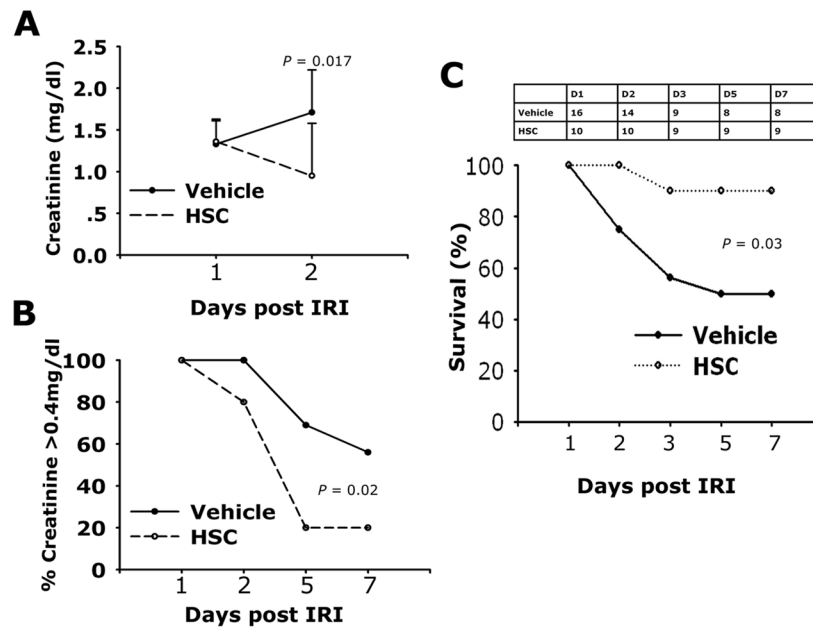 A
Creatinine (mg/dl)
2.5
2.0
1.5
1.0
.5
0.0
P = 0.017
Vehicle
HSC
1 2
Days post IRI
B
% Creatinine >0.4mg/dl
100
80
60
40
20
0
P = 0.02
Vehicle
HSC
1 2 5 7
Days post IRI
C
D1 D2 D3 D5 D7
Vehicle 16 14 9 8 8
HSC 10 10 9 9 9
Survival (%)
100
80
60
40
20
0
P = 0.03
Vehicle
HSC
1 2 3 5 7
Days post IRI